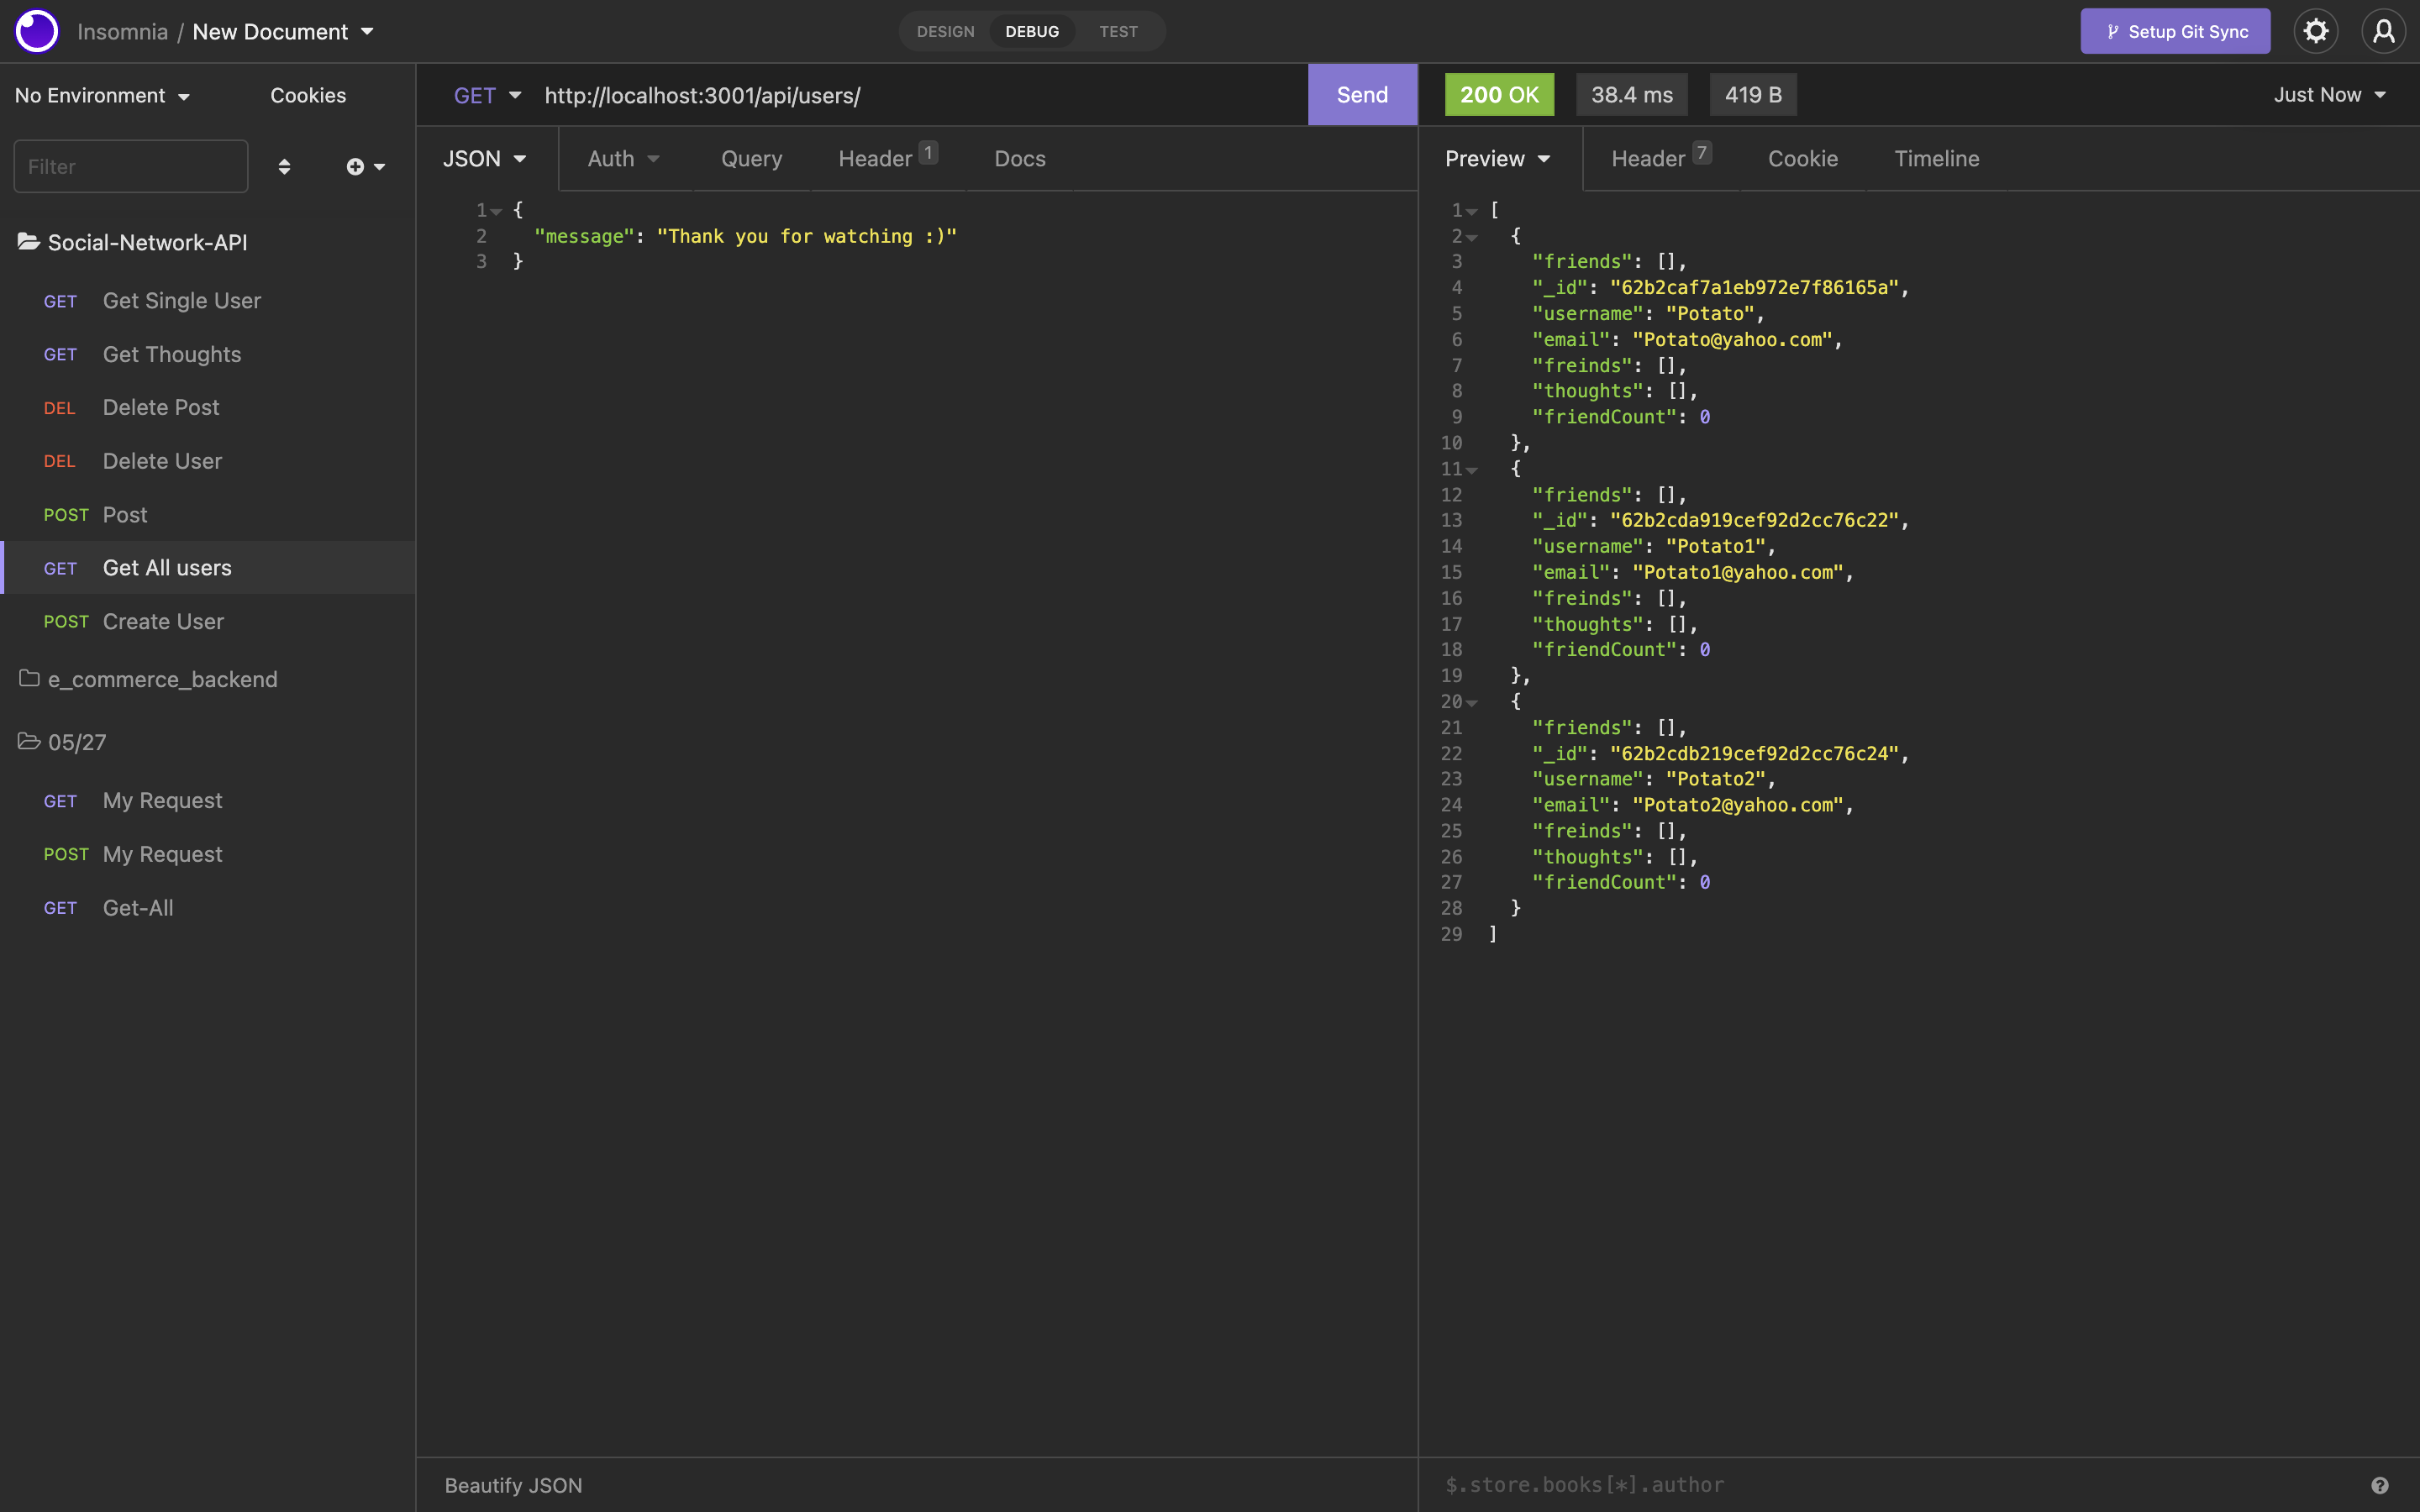 Insomnia / New Document
DESIGN DEBUG TEST
Setup Git Sync
No Environment Cookies
Filter
Social-Network-API
GET Get Single User
GET Get Thoughts
DEL Delete Post
DEL Delete User
POST Post
GET Get All users
POST Create User
e_commerce_backend
05/27
GET My Request
POST My Request
GET Get-All
GET http://localhost:3001/api/users/ Send
JSON Auth Query Header 1 Docs
1 {
2 "message": "Thank you for watching :)"
3 }
Beautify JSON
200 OK 38.4 ms 419 B Just Now
Preview Header 7 Cookie Timeline
1 [
2 {
3 "friends": [],
4 "_id": "62b2caf7a1eb972e7f86165a",
5 "username": "Potato",
6 "email": "Potato@yahoo.com",
7 "freinds": [],
8 "thoughts": [],
9 "friendCount": 0
10 },
11 {
12 "friends": [],
13 "_id": "62b2cda919cef92d2cc76c22",
14 "username": "Potato1",
15 "email": "Potato1@yahoo.com",
16 "freinds": [],
17 "thoughts": [],
18 "friendCount": 0
19 },
20 {
21 "friends": [],
22 "_id": "62b2cdb219cef92d2cc76c24",
23 "username": "Potato2",
24 "email": "Potato2@yahoo.com",
25 "freinds": [],
26 "thoughts": [],
27 "friendCount": 0
28 }
29 ]
$.store.books[*].author
?